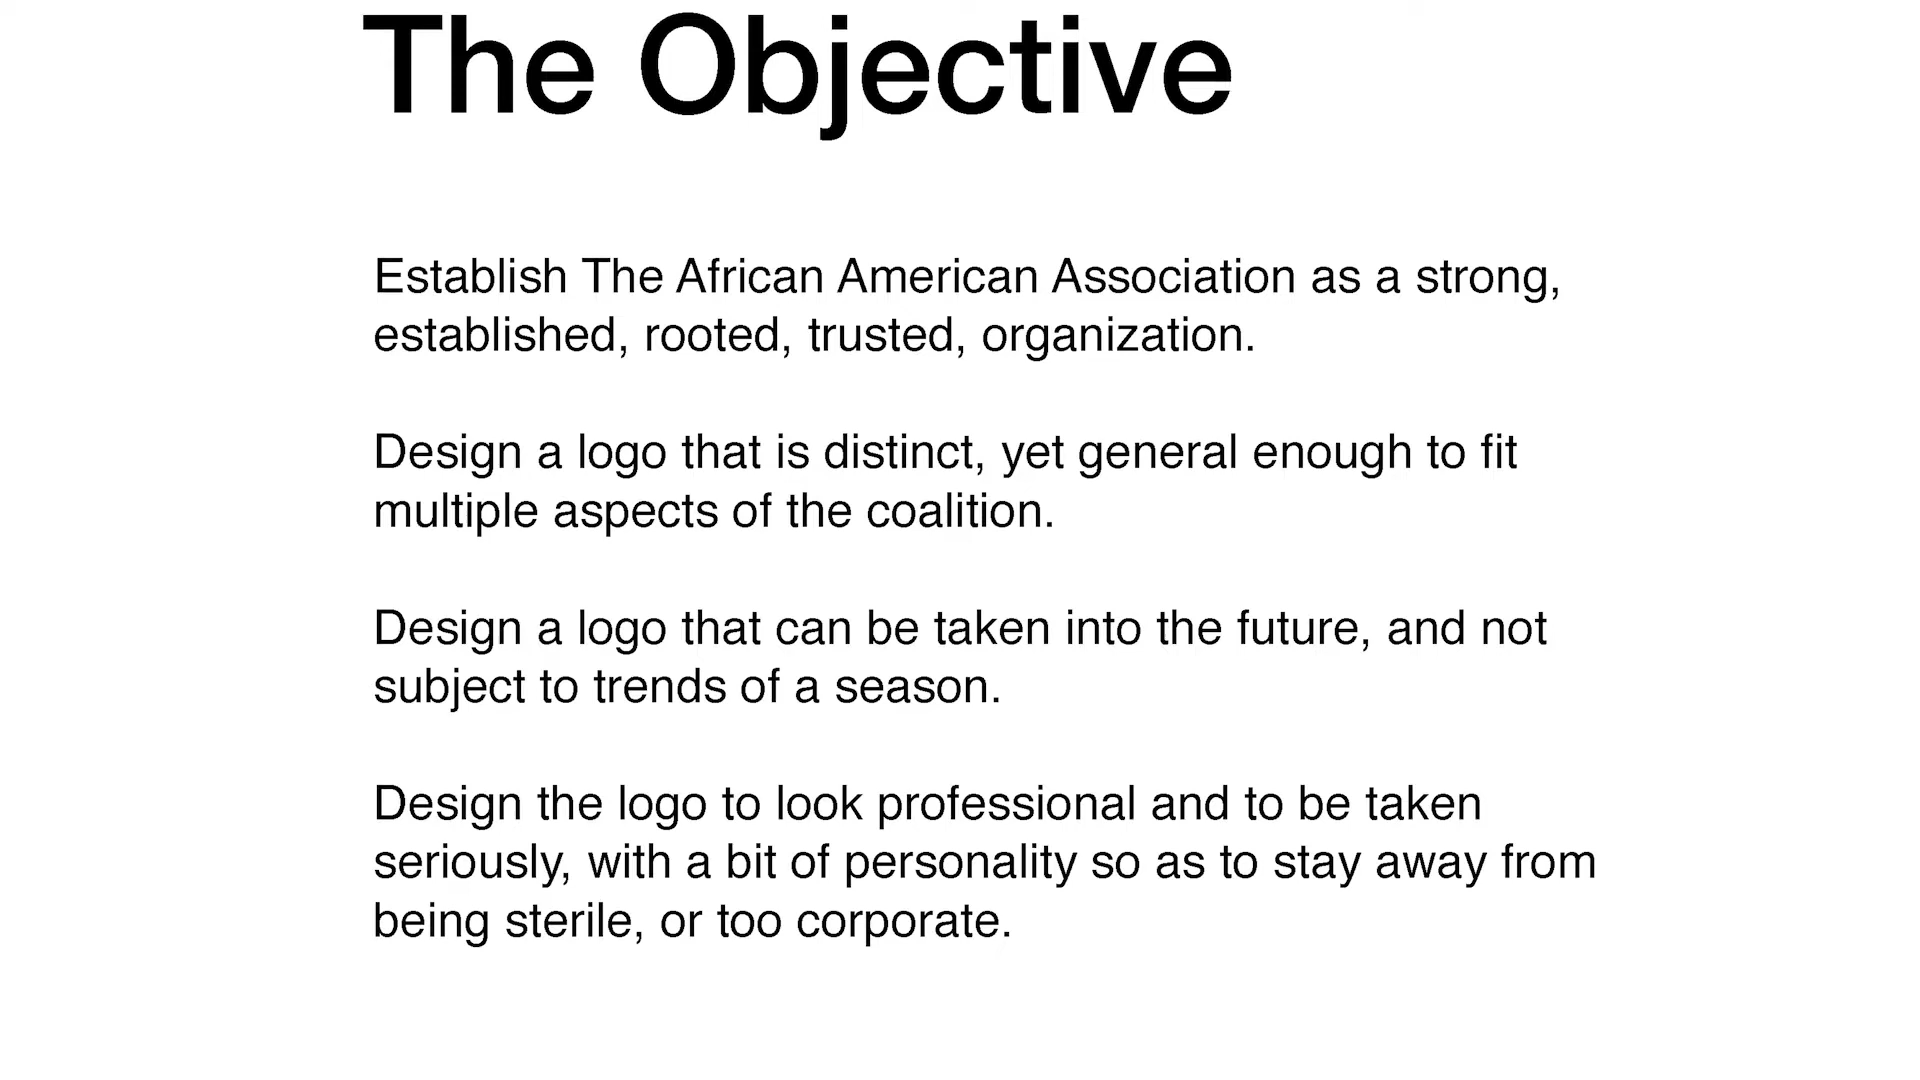 The Objective
Establish The African American Association as a strong,
established, rooted, trusted, organization.
Design a logo that is distinct, yet general enough to fit
multiple aspects of the coalition.
Design a logo that can be taken into the future, and not
subject to trends of a season.
Design the logo to look professional and to be taken
seriously, with a bit of personality so as to stay away from
being sterile, or too corporate.